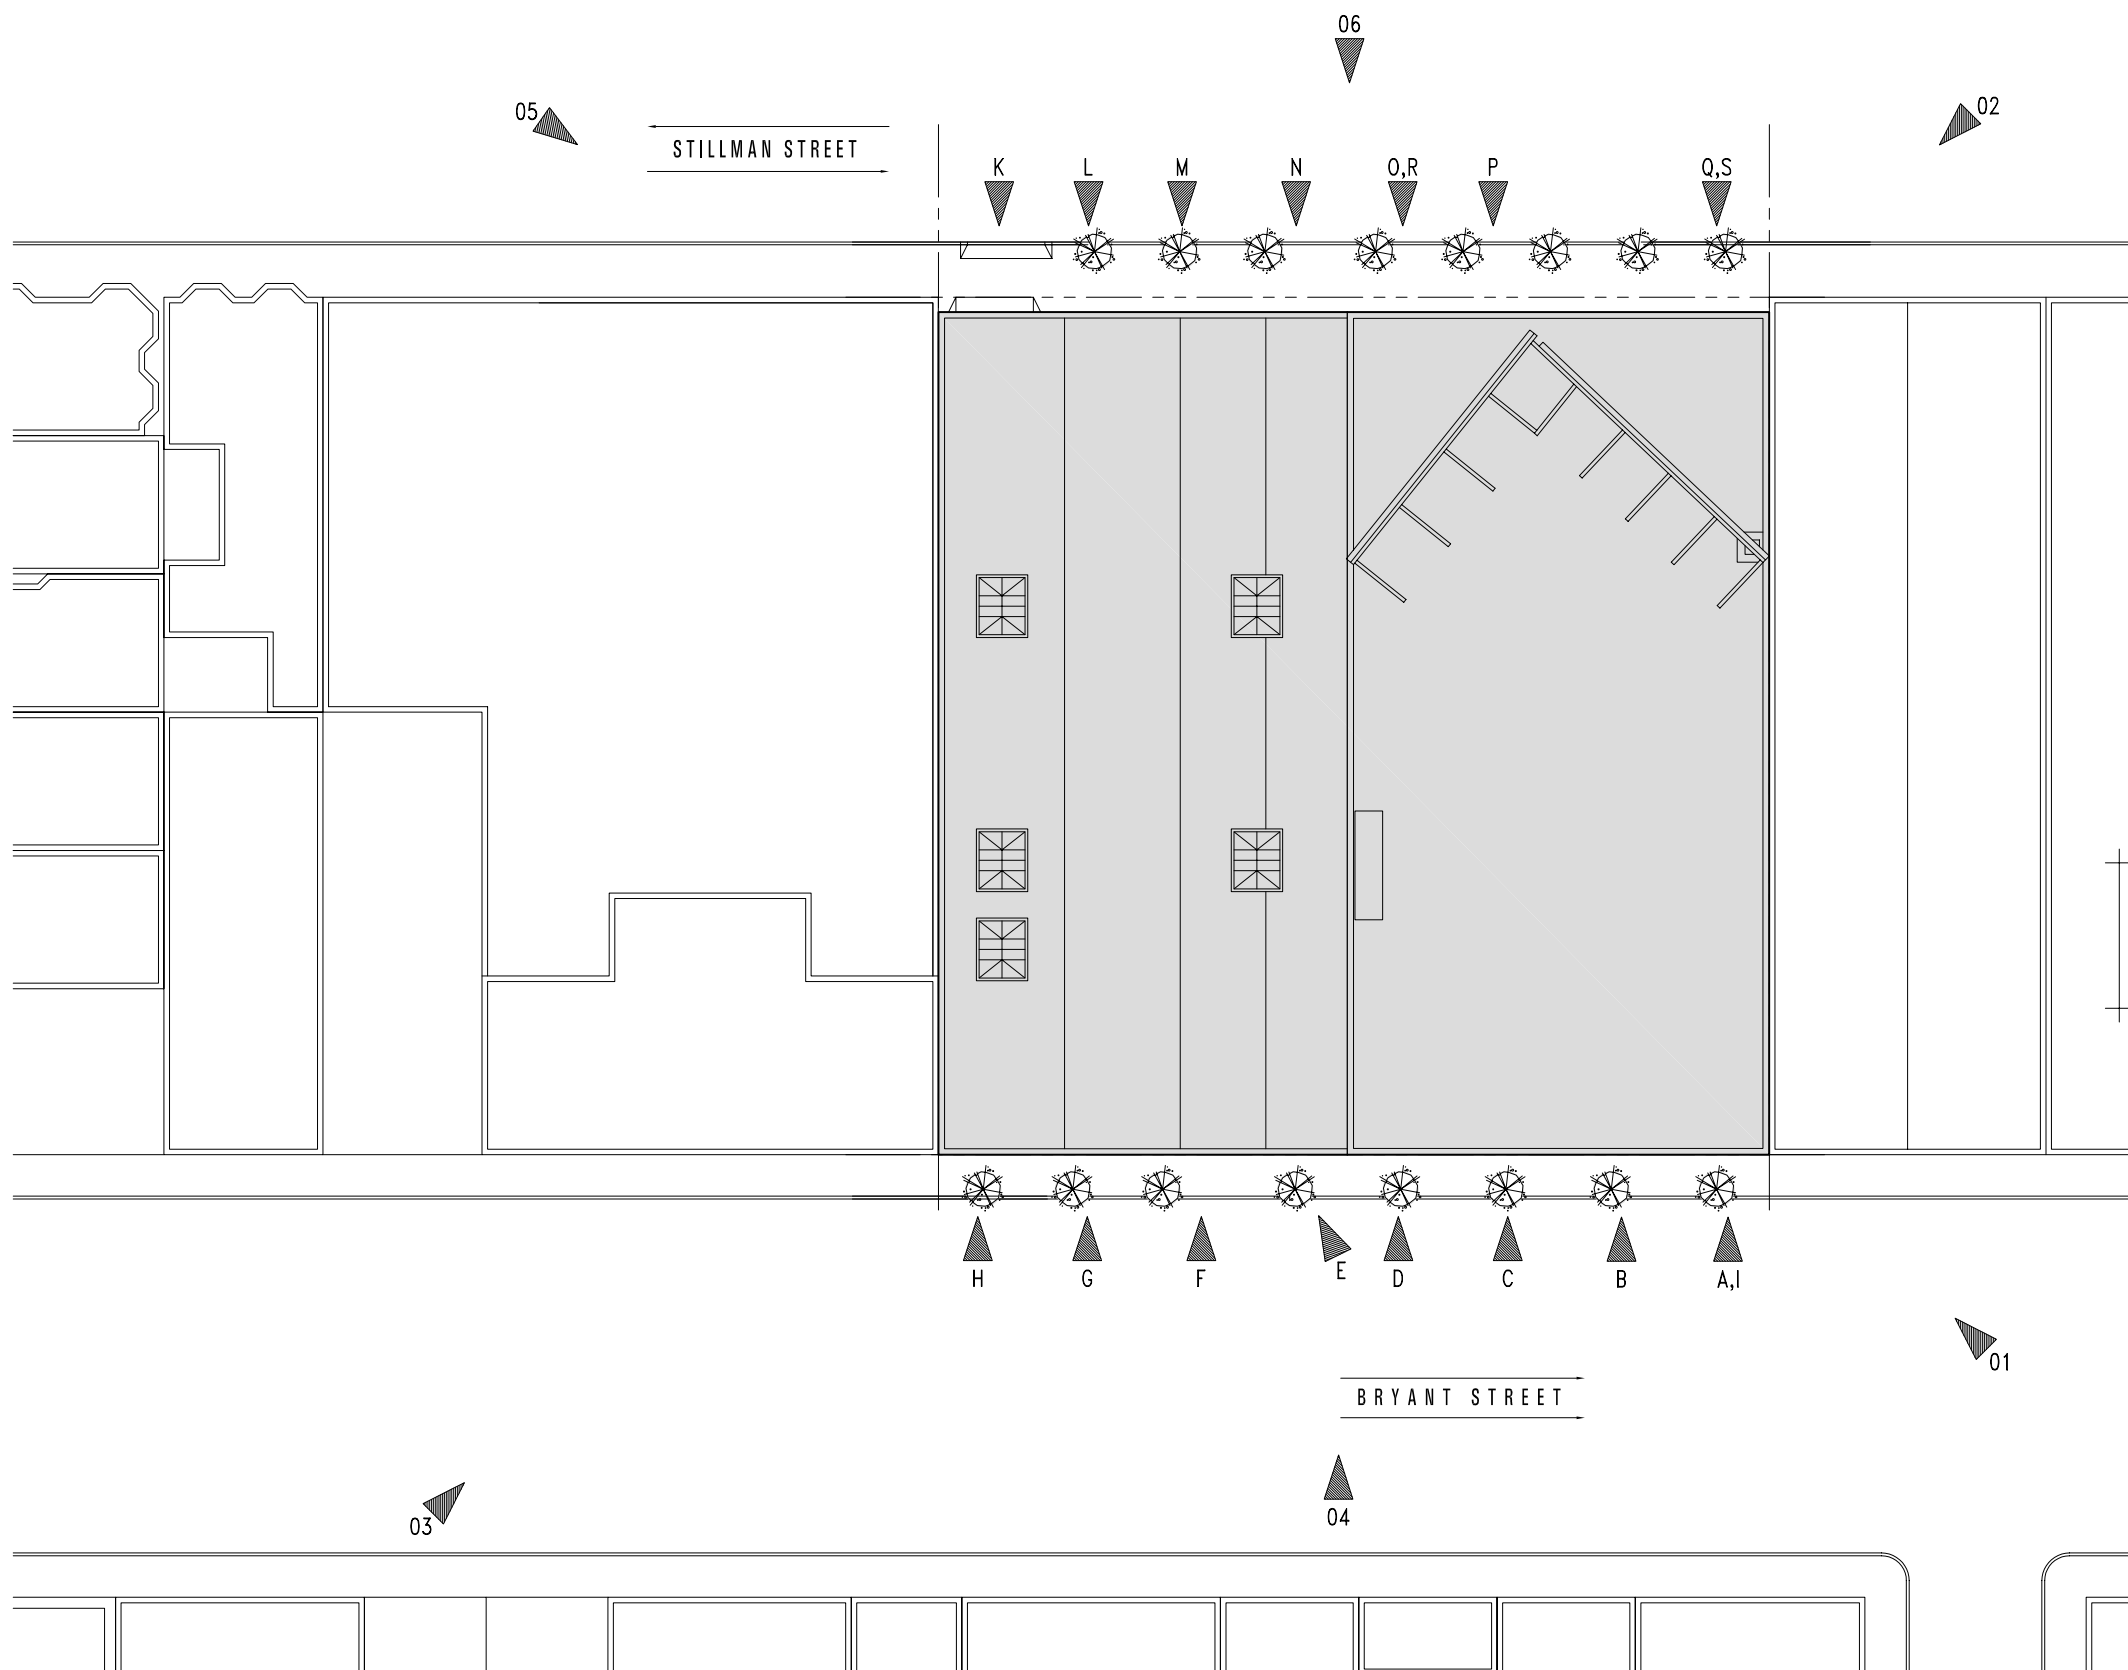 06
05
02
STILLMAN STREET
K
L
M
N
O,R
P
Q,S
H
G
F
E
D
C
B
A,I
01
BRYANT STREET
03
04